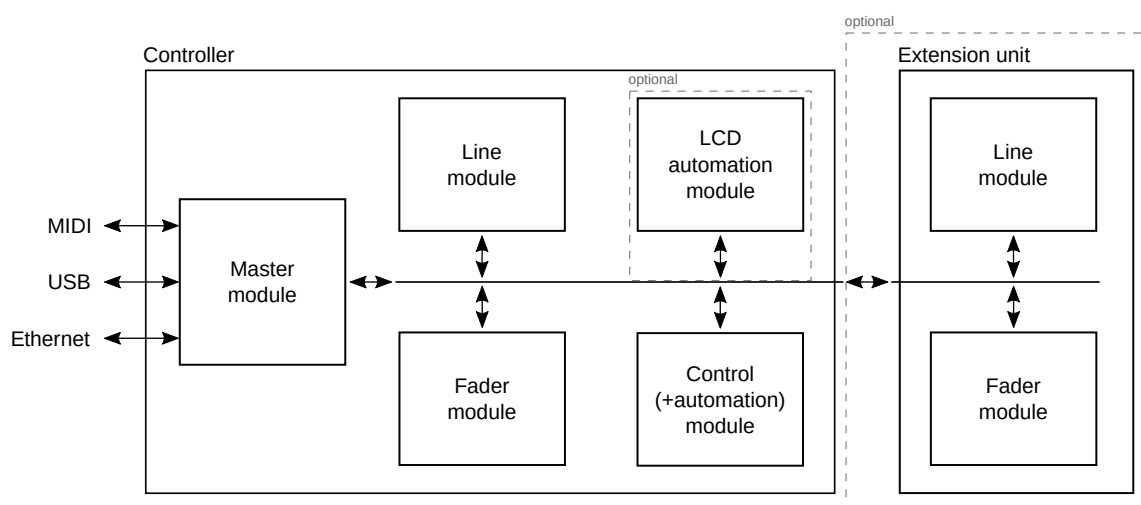 optional
Controller
Extension unit
optional
Line
module
LCD
automation
module
Line
module
MIDI
USB
Ethernet
Master
module
Fader
module
Control
(+automation)
module
Fader
module